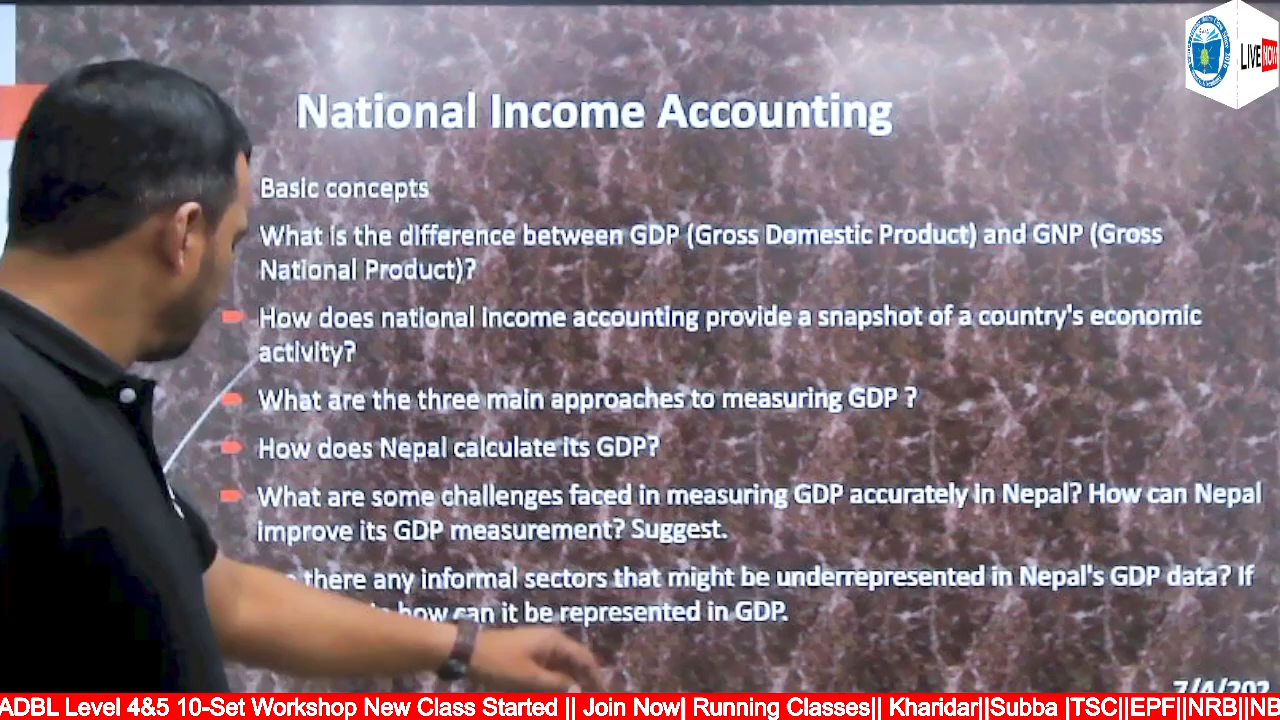 LIVE NOW
National Income Accounting
Basic concepts
What is the difference between GDP (Gross Domestic Product) and GNP (Gross
National Product)?
How does national income accounting provide a snapshot of a country's economic
activity?
What are the three main approaches to measuring GDP ?
How does Nepal calculate its GDP?
What are some challenges faced in measuring GDP accurately in Nepal? How can Nepal
improve its GDP measurement? Suggest.
there any informal sectors that might be underrepresented in Nepal's GDP data? If
how can it be represented in GDP.
7/4/202
ADBL Level 4&5 10-Set Workshop New Class Started || Join Now| Running Classes|| Kharidar||Subba |TSC||EPF||NRB||NB